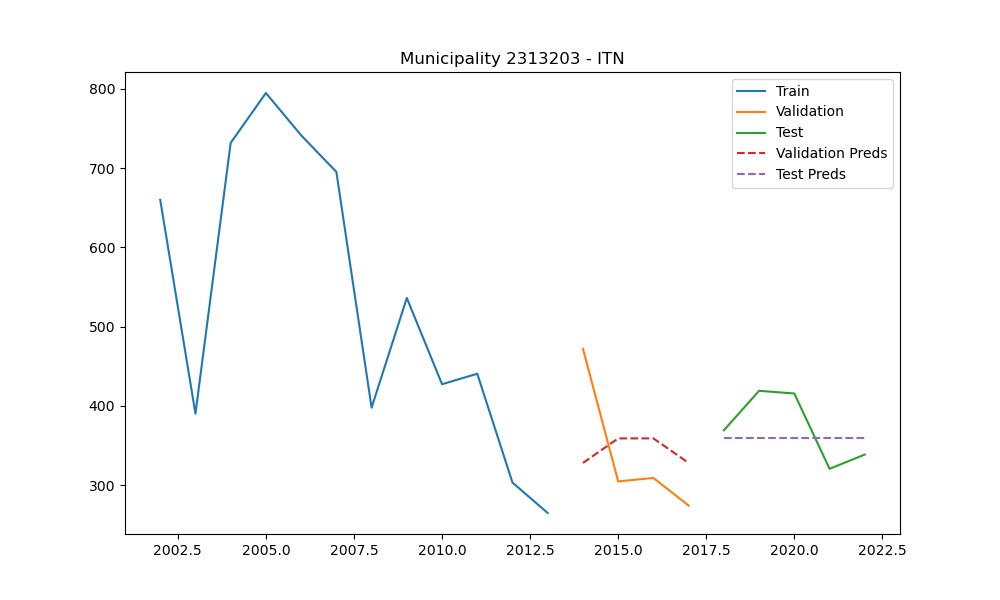 Municipality 2313203 - ITN
800
700
600
500
400
300
Train
Validation
Test
Validation Preds
Test Preds
2002.5 2005.0 2007.5 2010.0 2012.5 2015.0 2017.5 2020.0 2022.5